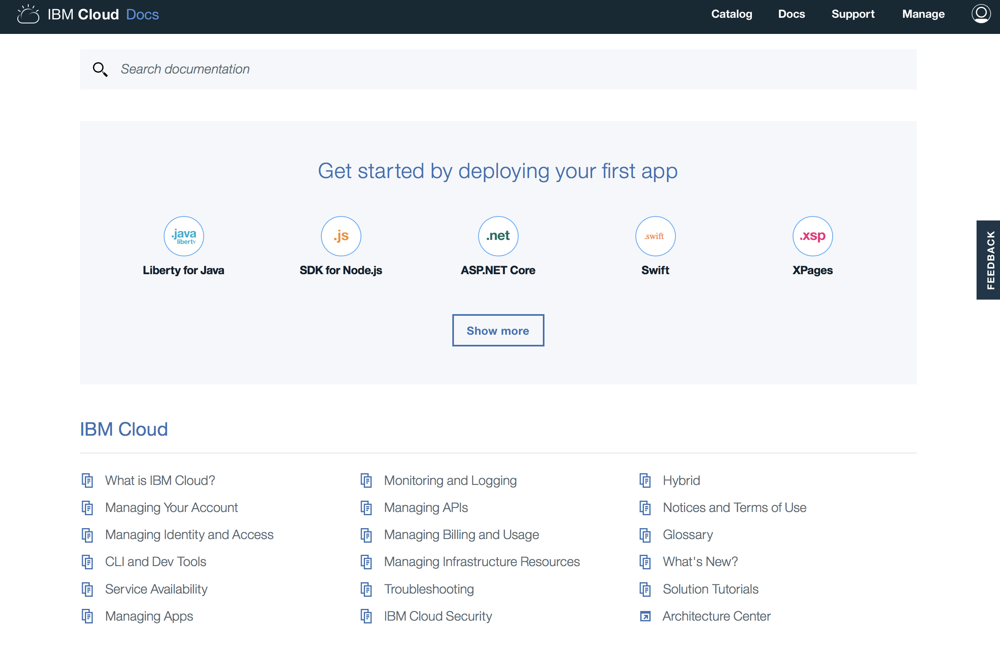 IBM Cloud Docs
Catalog Docs Support Manage
Search documentation
Get started by deploying your first app
.java
liberty
.js
.net
.swift
.xsp
Liberty for Java
SDK for Node.js
ASP.NET Core
Swift
XPages
FEEDBACK
Show more
IBM Cloud
What is IBM Cloud?
Managing Your Account
Managing Identity and Access
CLI and Dev Tools
Service Availability
Managing Apps
Monitoring and Logging
Managing APIs
Managing Billing and Usage
Managing Infrastructure Resources
Troubleshooting
IBM Cloud Security
Hybrid
Notices and Terms of Use
Glossary
What's New?
Solution Tutorials
Architecture Center